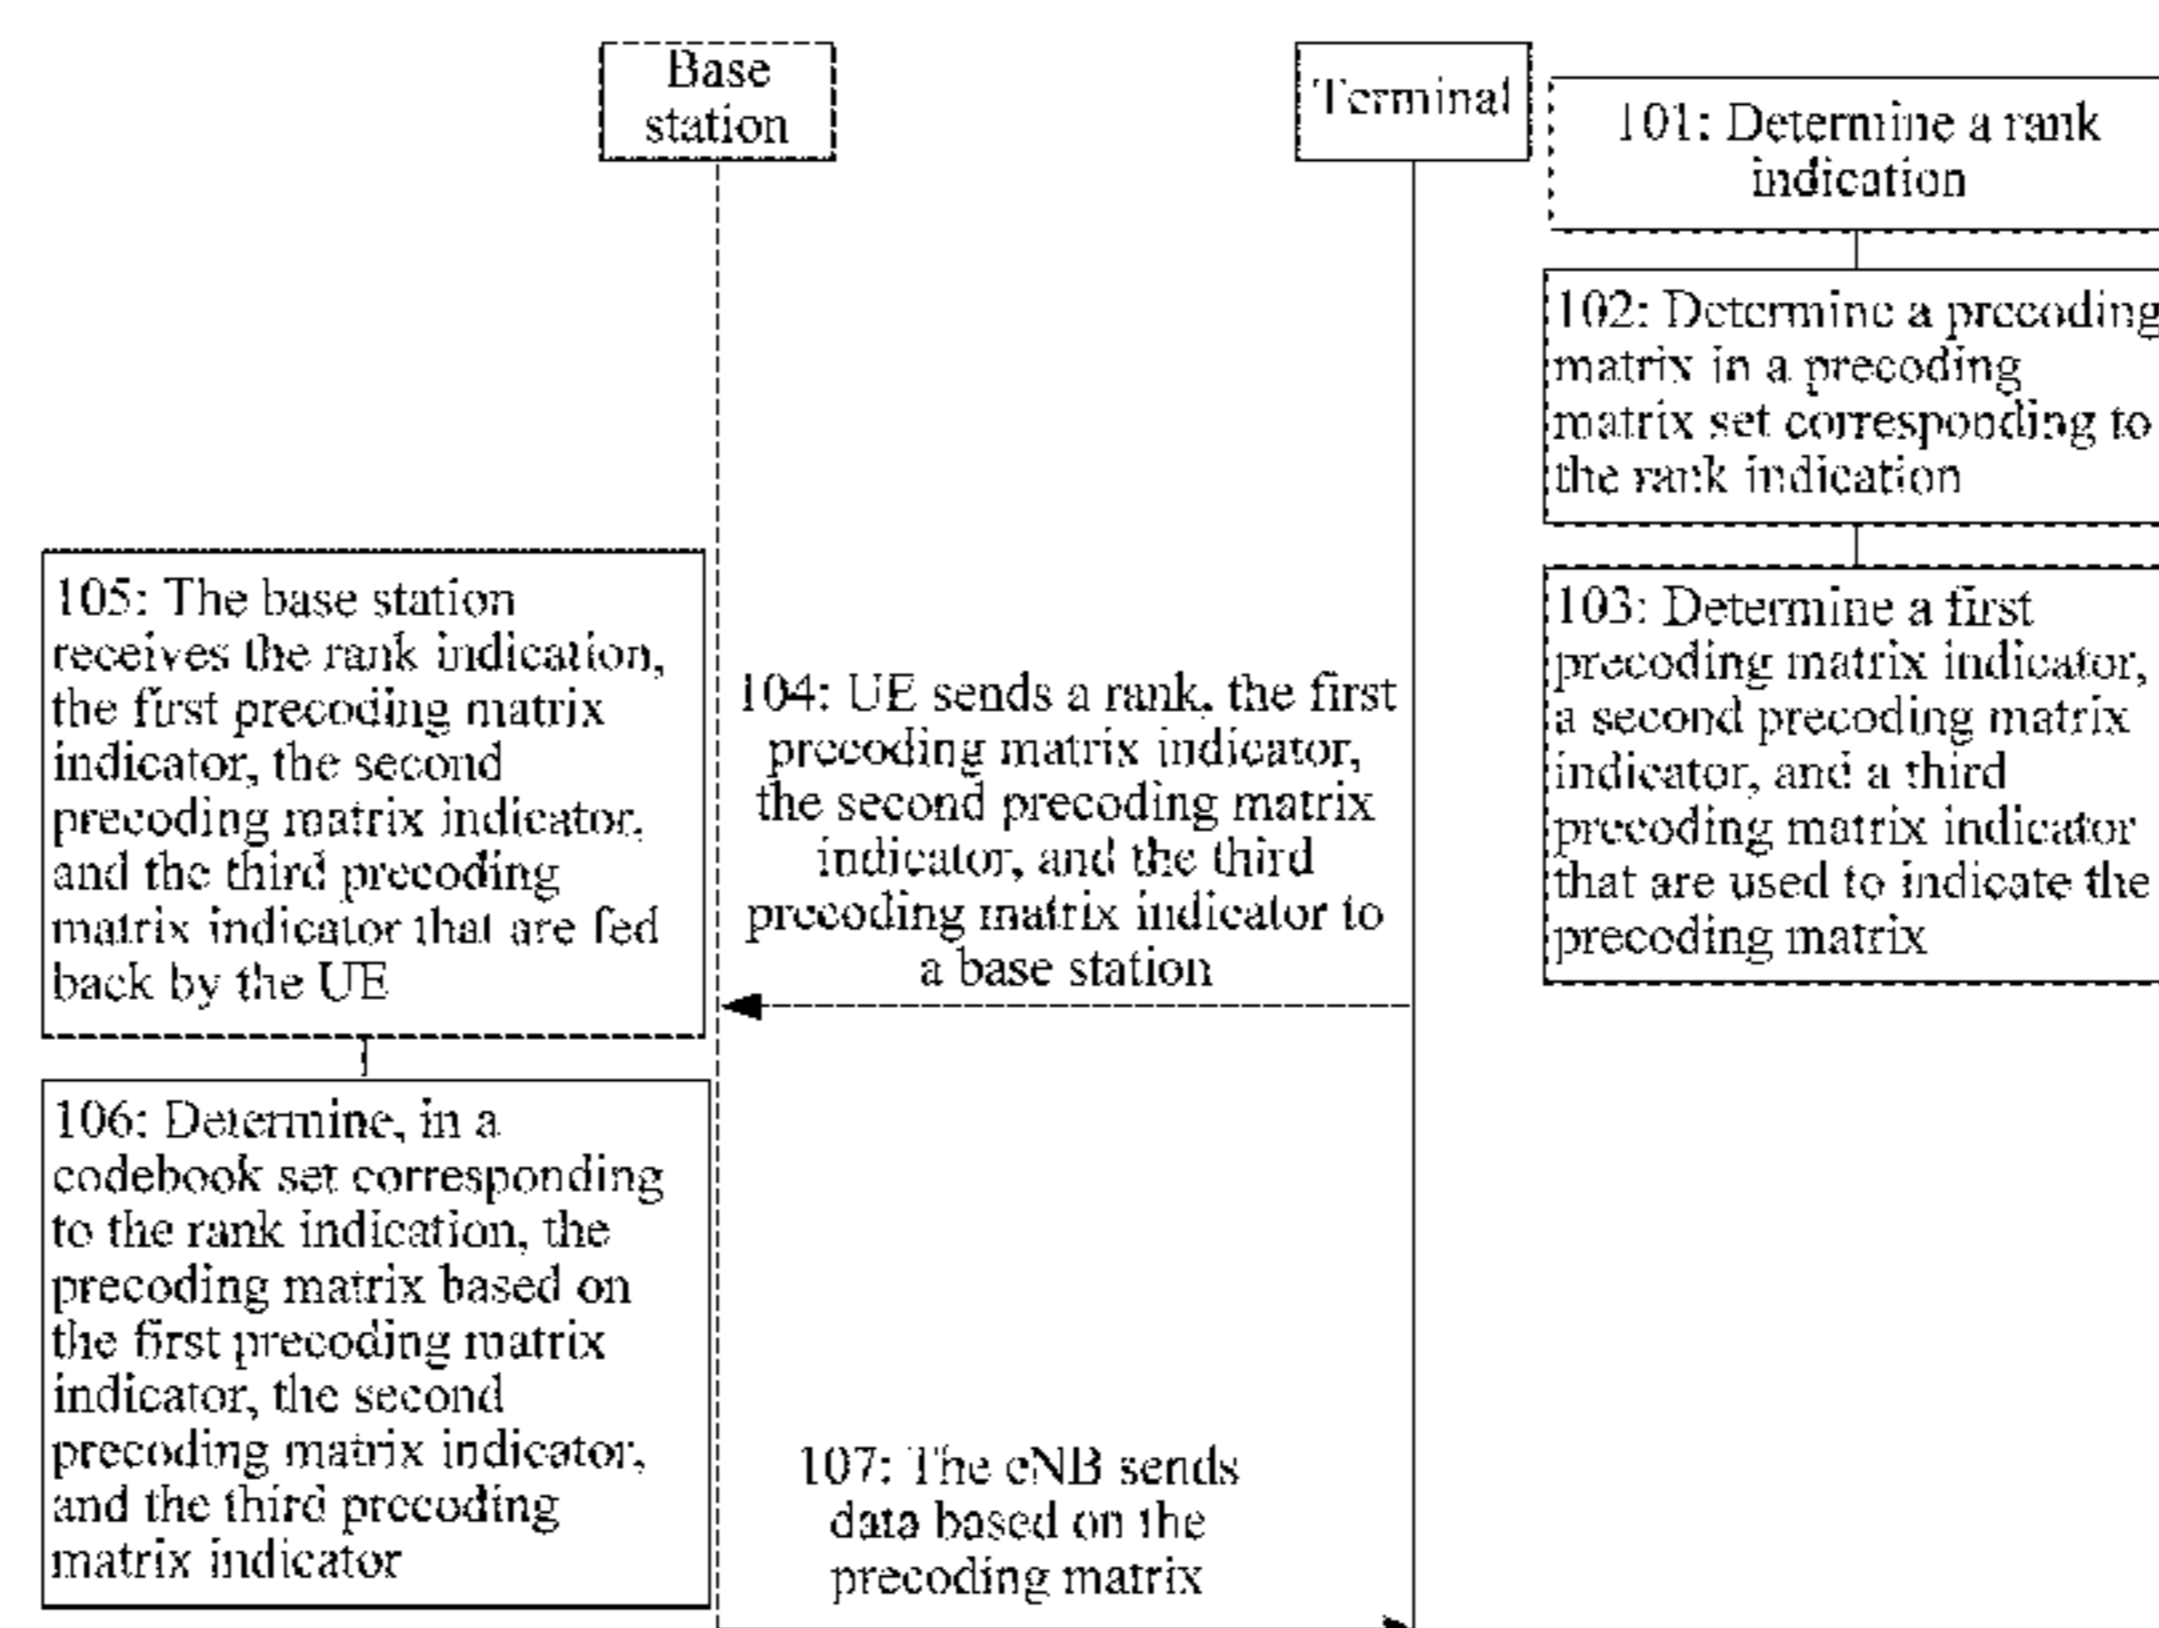 Base
station
Terminal
101: Determine a rank
indication
102: Determine a precoding
matrix in a precoding
matrix set corresponding to
the rank indication
103: Determine a first
precoding matrix indicator,
a second precoding matrix
indicator, and a third
precoding matrix indicator
that are used to indicate the
precoding matrix
104: UE sends a rank, the first
precoding matrix indicator,
the second precoding matrix
indicator, and the third
precoding matrix indicator to
a base station
105: The base station
receives the rank indication,
the first precoding matrix
indicator, the second
precoding matrix indicator,
and the third precoding
matrix indicator that are fed
back by the UE
106: Determine, in a
codebook set corresponding
to the rank indication, the
precoding matrix based on
the first precoding matrix
indicator, the second
precoding matrix indicator,
and the third precoding
matrix indicator
107: The eNB sends
data based on the
precoding matrix